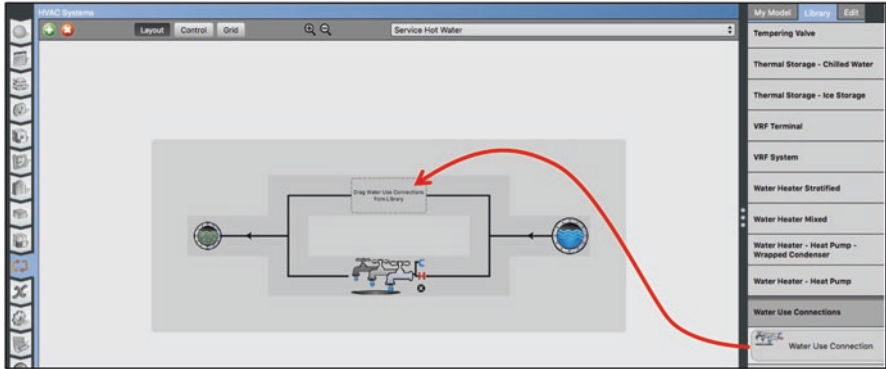 HVAC Systems
Layout
Control
Grid
Service Hot Water
My Model
Library
Edit
Tempering Valve
Thermal Storage - Chilled Water
Thermal Storage - Ice Storage
VRF Terminal
VRF System
Water Heater Stratified
Water Heater Mixed
Water Heater - Heat Pump -
Wrapped Condenser
Water Heater - Heat Pump
Water Use Connections
Water Use Connection
Drag Water Use Connections
from Library
C
H